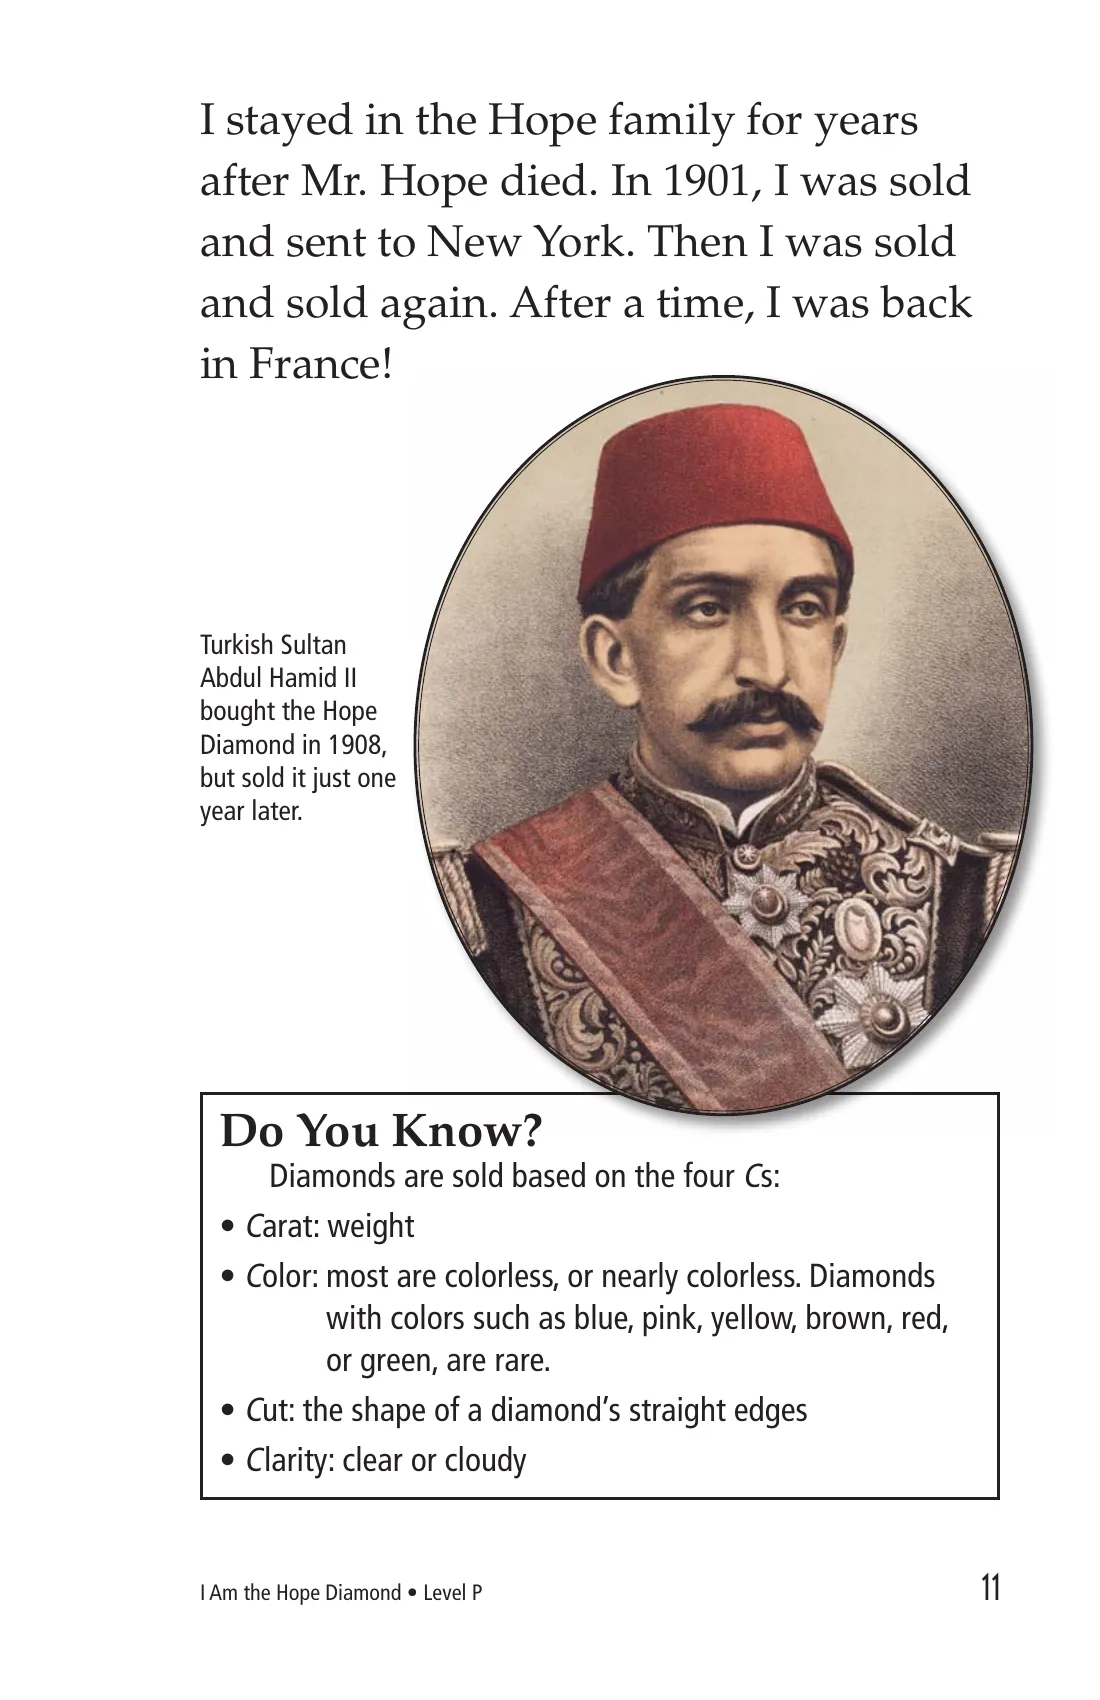 I stayed in the Hope family for years
after Mr. Hope died. In 1901, I was sold
and sent to New York. Then I was sold
and sold again. After a time, I was back
in France!
Turkish Sultan
Abdul Hamid II
bought the Hope
Diamond in 1908,
but sold it just one
year later.
Do You Know?
Diamonds are sold based on the four Cs:
• Carat: weight
• Color: most are colorless, or nearly colorless. Diamonds
with colors such as blue, pink, yellow, brown, red,
or green, are rare.
• Cut: the shape of a diamond’s straight edges
• Clarity: clear or cloudy
I Am the Hope Diamond • Level P
11